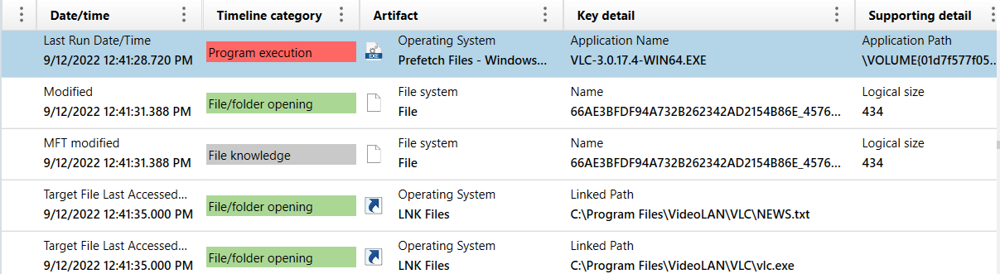 Date/time Timeline category Artifact Key detail Supporting detail
Last Run Date/Time Operating System Application Name Application Path
9/12/2022 12:41:28.720 PM Program execution EXE Prefetch Files - Windows... VLC-3.0.17.4-WIN64.EXE \VOLUME{01d7f577f05...
Modified File system Name Logical size
9/12/2022 12:41:31.388 PM File/folder opening File 66AE3BFDF94A732B262342AD2154B86E_4576... 434
MFT modified File system Name Logical size
9/12/2022 12:41:31.388 PM File knowledge File 66AE3BFDF94A732B262342AD2154B86E_4576... 434
Target File Last Accessed... Operating System Linked Path
9/12/2022 12:41:35.000 PM File/folder opening LNK Files C:\Program Files\VideoLAN\VLC\NEWS.txt
Target File Last Accessed... Operating System Linked Path
9/12/2022 12:41:35.000 PM File/folder opening LNK Files C:\Program Files\VideoLAN\VLC\vlc.exe